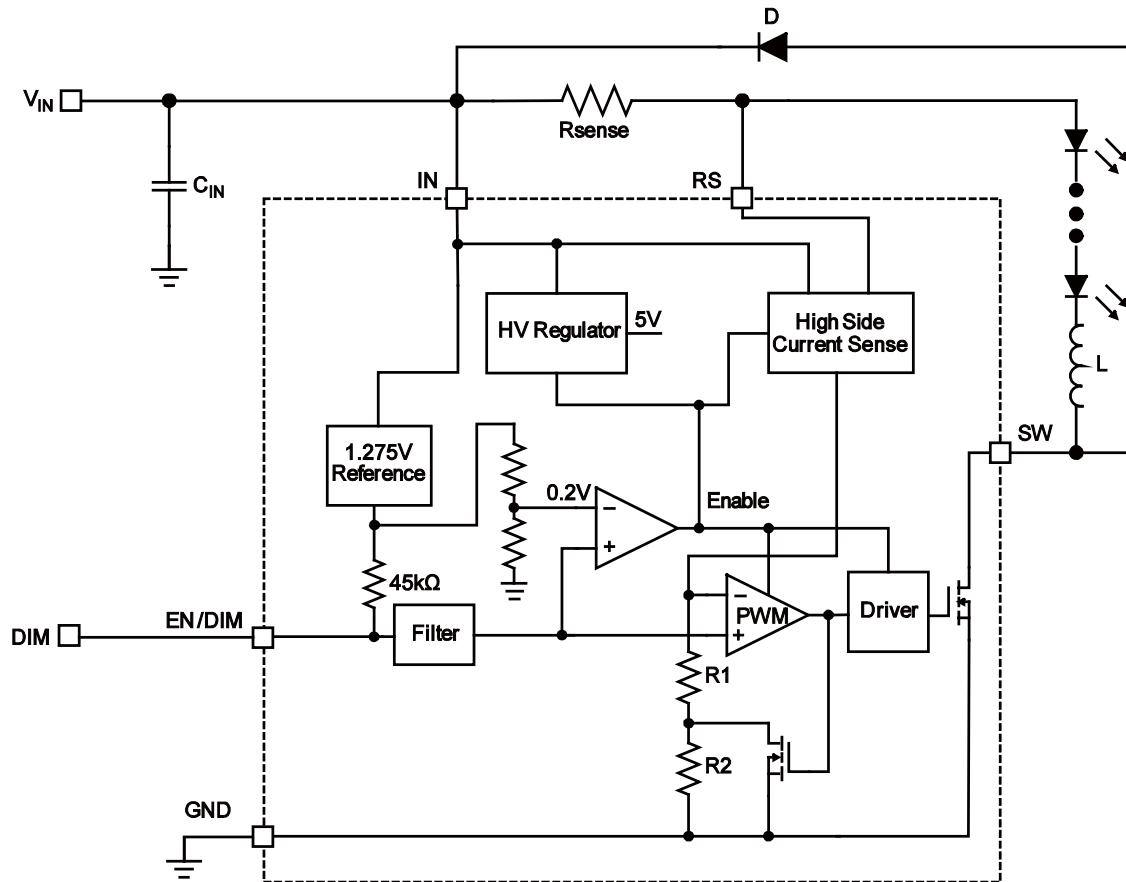 D
VIN
Rsense
CIN
IN
RS
HV Regulator
5V
High Side
Current Sense
L
1.275V
Reference
SW
0.2V
Enable
−
+
45kΩ
EN/DIM
DIM
Filter
−
PWM
+
Driver
R1
R2
GND